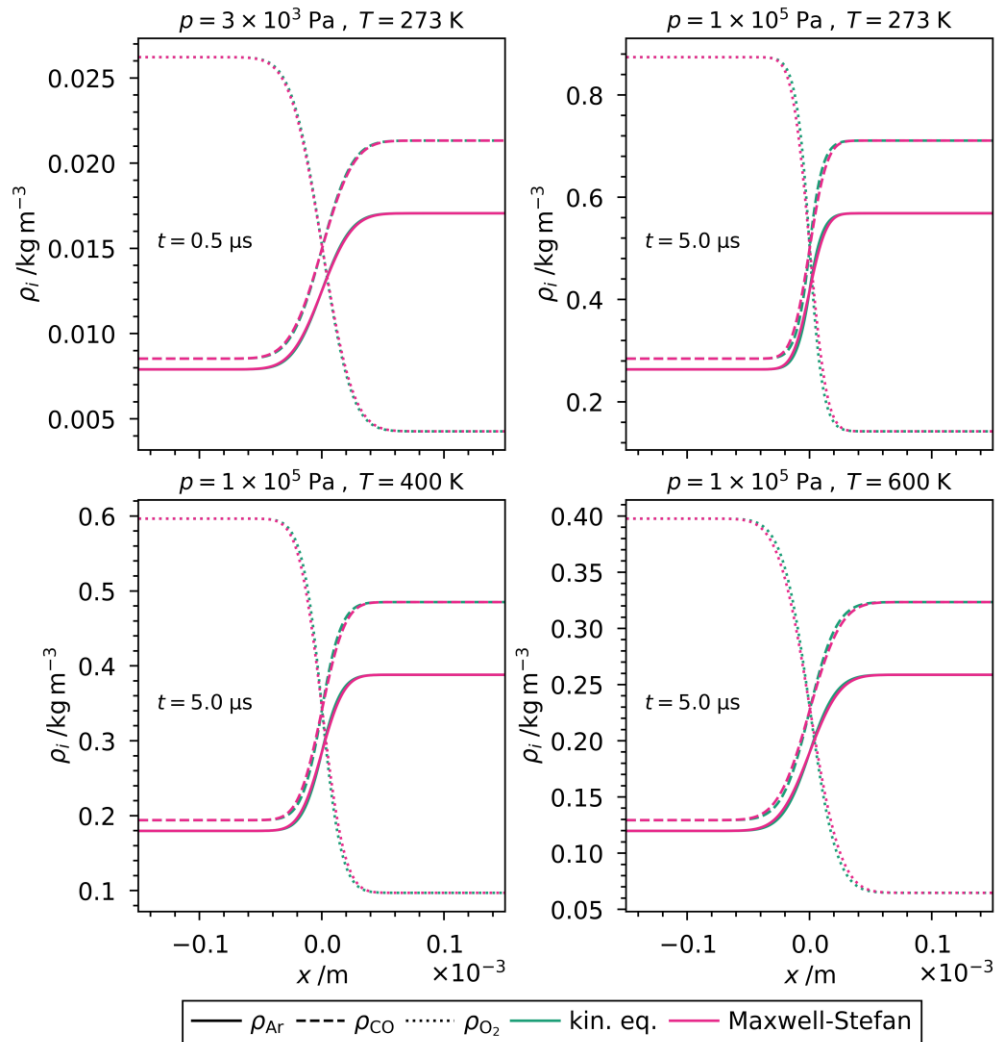 p = 3 × 10³ Pa , T = 273 K
0.025
0.020
0.015
0.010
0.005
ρᵢ /kg m⁻³
t = 0.5 µs
p = 1 × 10⁵ Pa , T = 273 K
0.8
0.6
0.4
0.2
ρᵢ /kg m⁻³
t = 5.0 µs
p = 1 × 10⁵ Pa , T = 400 K
0.6
0.5
0.4
0.3
0.2
0.1
ρᵢ /kg m⁻³
t = 5.0 µs
−0.1 0.0 0.1
x /m ×10⁻³
p = 1 × 10⁵ Pa , T = 600 K
0.40
0.35
0.30
0.25
0.20
0.15
0.10
0.05
ρᵢ /kg m⁻³
t = 5.0 µs
−0.1 0.0 0.1
x /m ×10⁻³
ρAr ρCO ρO₂ kin. eq. Maxwell-Stefan